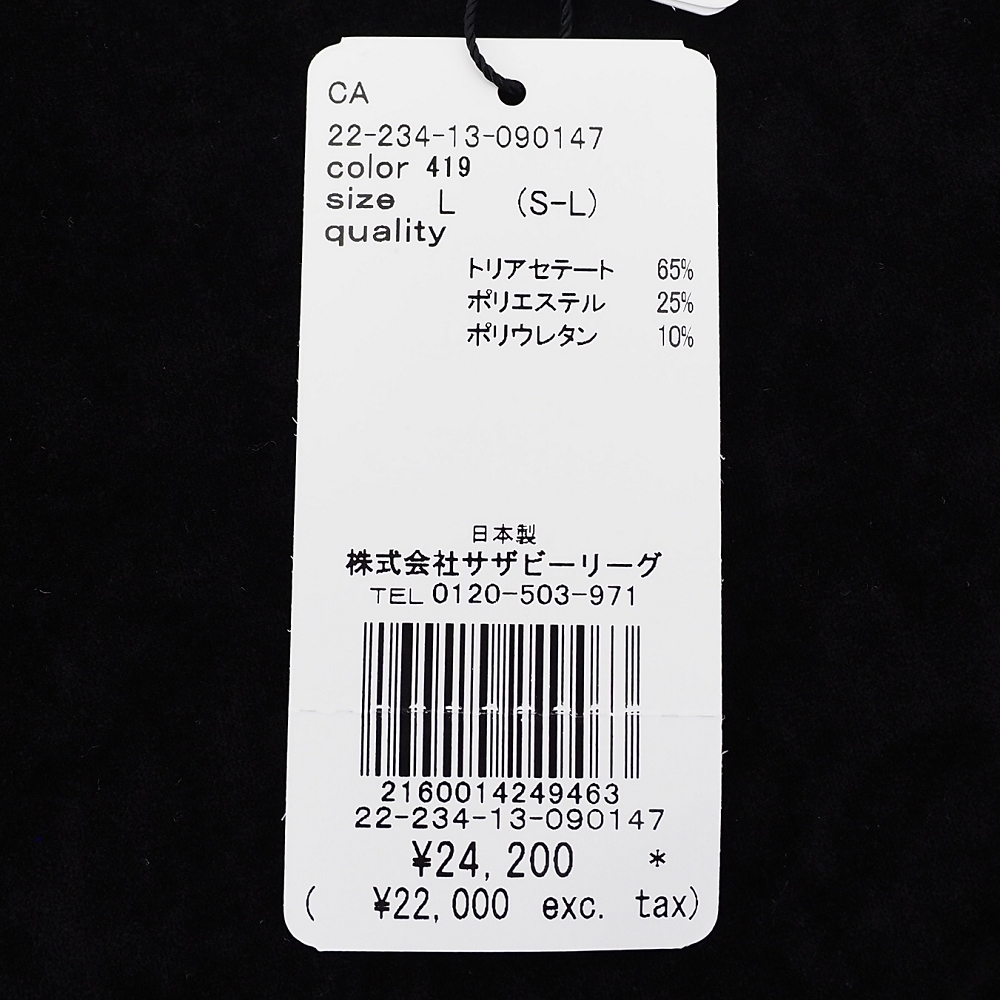 CA
22-234-13-090147
color 419
size L (S-L)
quality
トリアセテート 65%
ポリエステル 25%
ポリウレタン 10%
日本製
株式会社サザビーリーグ
TEL 0120-503-971
2160014249463
22-234-13-090147
¥24,200 *
( ¥22,000 exc. tax)